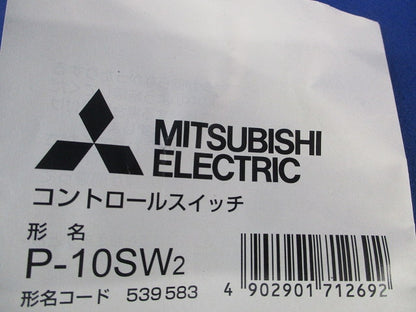 MITSUBISHI
ELECTRIC
コントロールスイッチ
形 名
P-10SW2
形名コード 539583
4 902901 712692